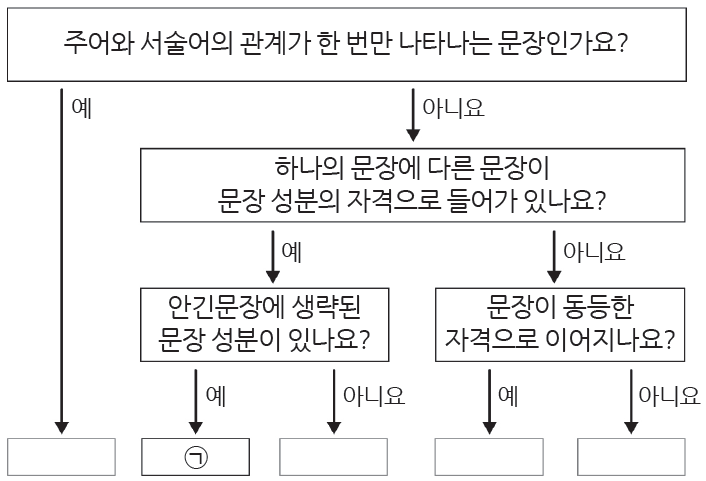 주어와 서술어의 관계가 한 번만 나타나는 문장인가요?
예
아니요
하나의 문장에 다른 문장이
문장 성분의 자격으로 들어가 있나요?
예
아니요
안긴문장에 생략된
문장 성분이 있나요?
문장이 동등한
자격으로 이어지나요?
예
아니요
예
아니요
㉠